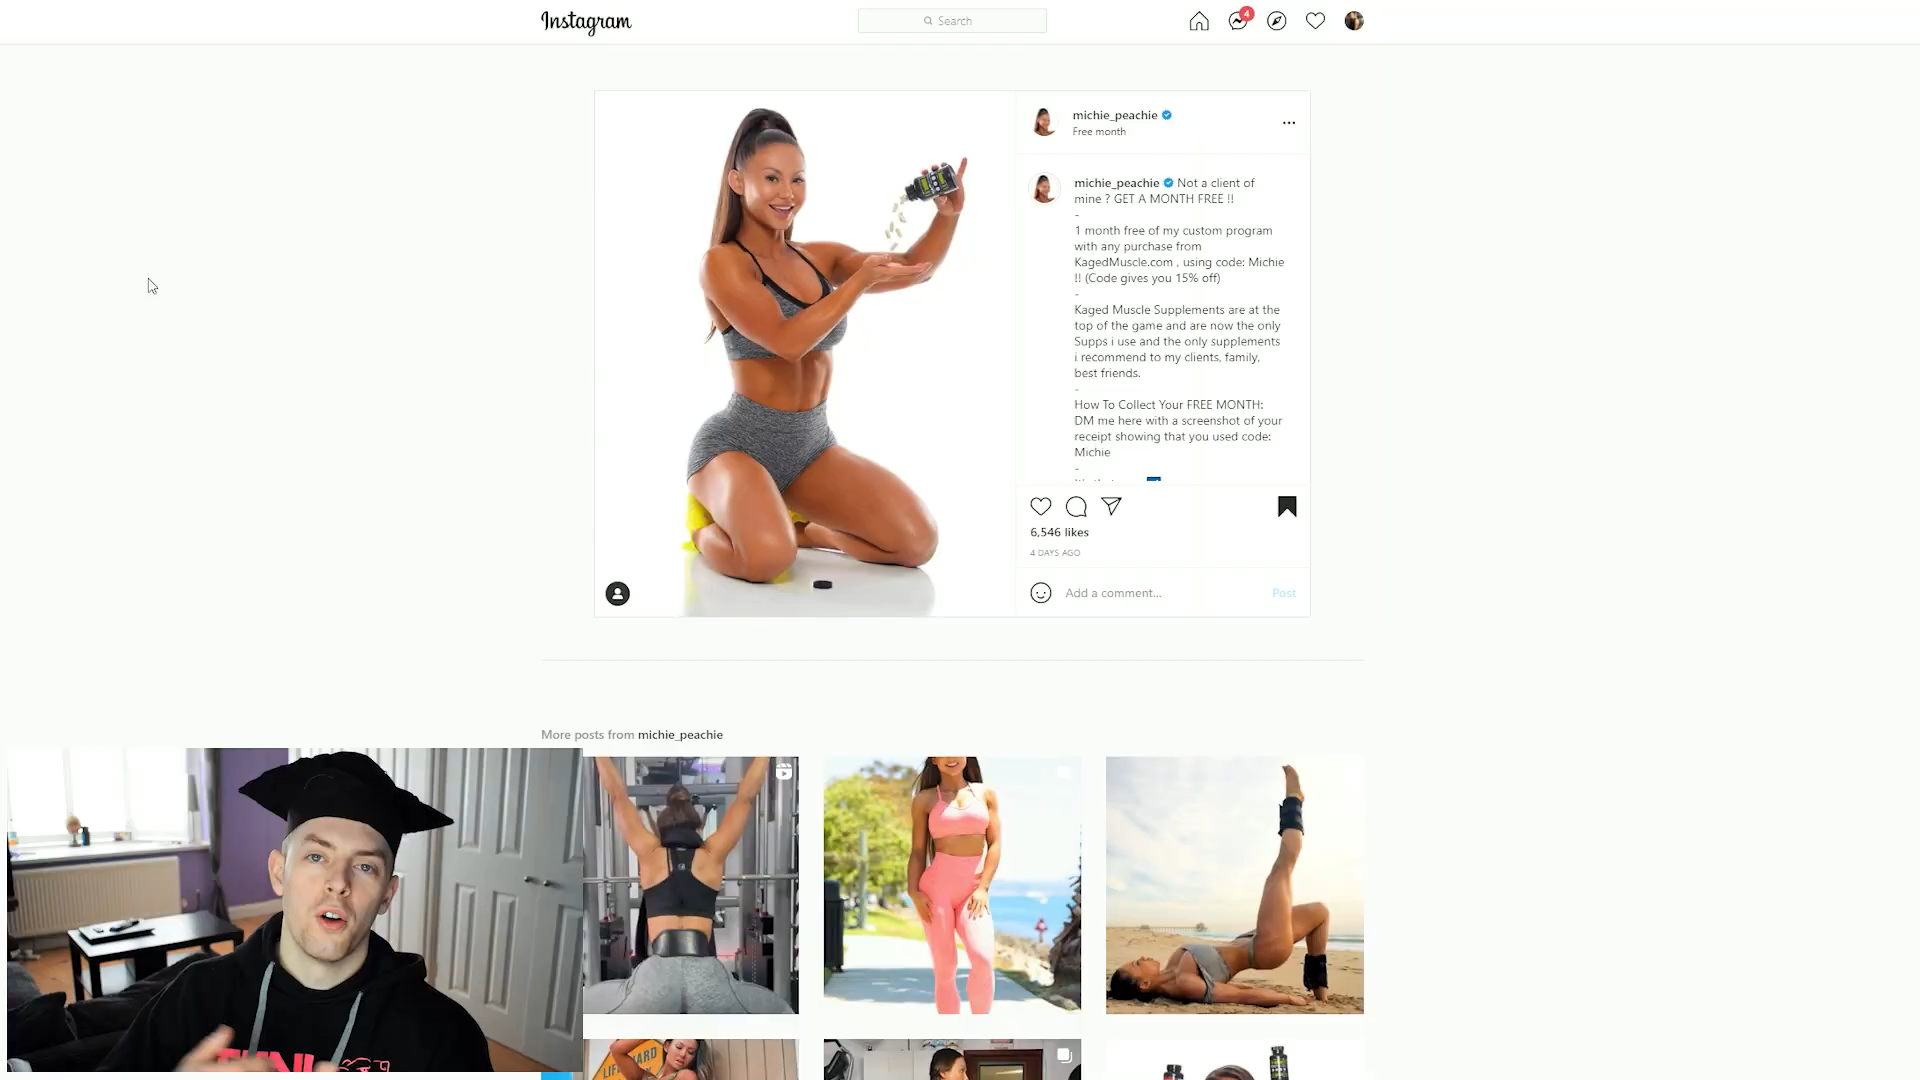 Instagram
Search
4
michie_peachie
Free month
michie_peachie Not a client of
mine ? GET A MONTH FREE !!
-
1 month free of my custom program
with any purchase from
KagedMuscle.com , using code: Michie
!! (Code gives you 15% off)
-
Kaged Muscle Supplements are at the
top of the game and are now the only
Supps i use and the only supplements
i recommend to my clients, family,
best friends.
-
How To Collect Your FREE MONTH:
DM me here with a screenshot of your
receipt showing that you used code:
Michie
-
6,546 likes
4 DAYS AGO
Add a comment...
Post
More posts from michie_peachie